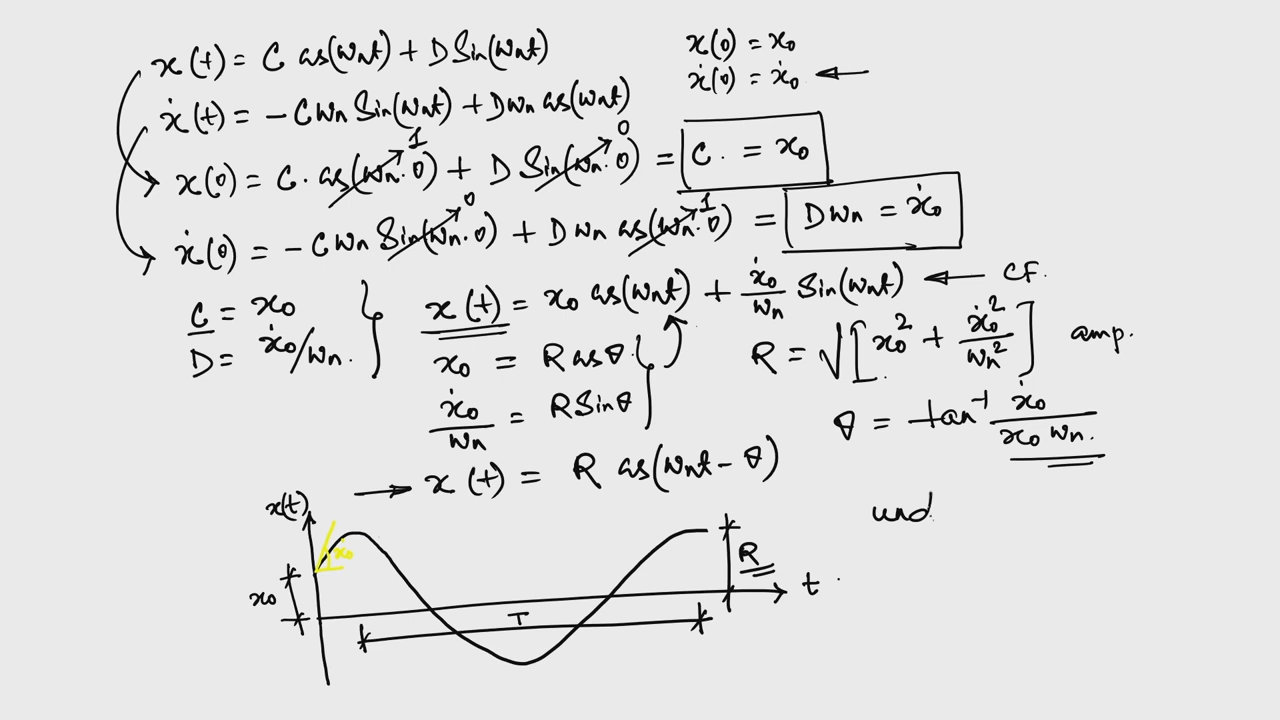 x(t) = C cos(ωnt) + D Sin(ωnt)
x(0) = x0
ẋ(t) = - Cωn Sin(ωnt) + Dωn cos(ωnt)
ẋ(0) = ẋ0 ←
x(0) = C. cos(ωn.0) 1 + D Sin(ωn.0) 0 = C. = x0
ẋ(0) = - Cωn Sin(ωn.0) 0 + Dωn cos(ωn.0) 1 = Dωn = ẋ0
C = x0
D = ẋ0/ωn.
x(t) = x0 cos(ωnt) + ẋ0/ωn Sin(ωnt) ← CF.
x0 = R cosθ
R = √[x0² + ẋ0²/ωn²] amp.
ẋ0/ωn = R Sinθ
θ = tan⁻¹ ẋ0/x0 ωn.
→ x(t) = R cos(ωnt - θ)
und
x(t)
ẋ0
x0
R
t
T